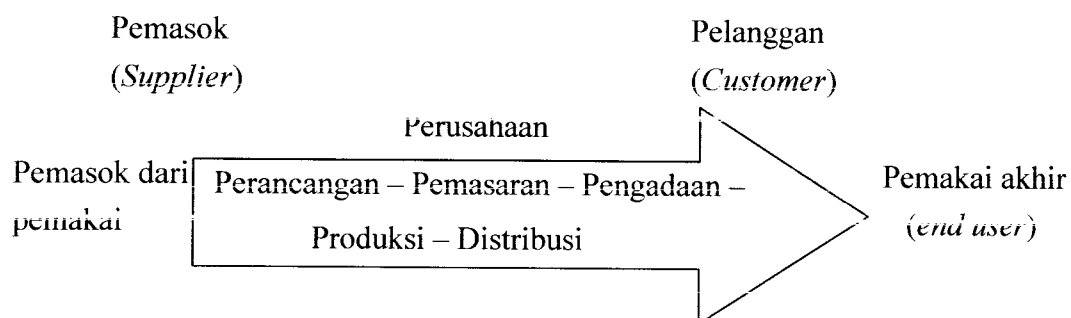 Pemasok
(Supplier)
Pelanggan
(Customer)
Perusahaan
Pemasok dari
pemakai
Perancangan – Pemasaran – Pengadaan –
Produksi – Distribusi
Pemakai akhir
(end user)